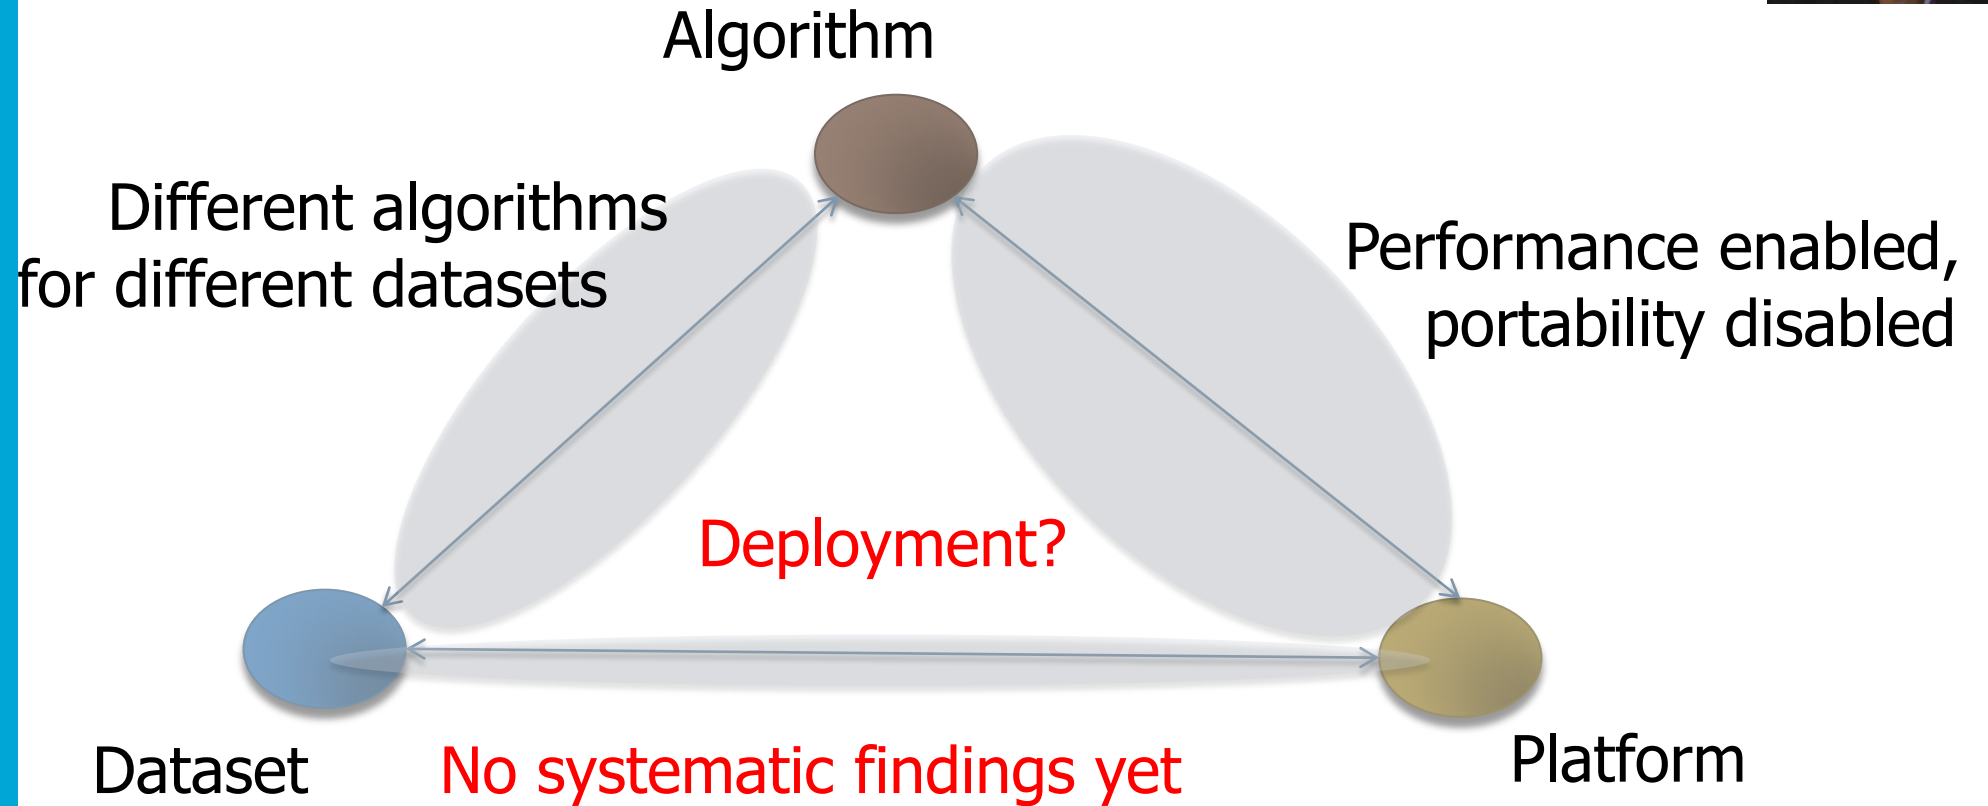 Algorithm
Different algorithms
for different datasets
Performance enabled,
portability disabled
Deployment?
Dataset
No systematic findings yet
Platform